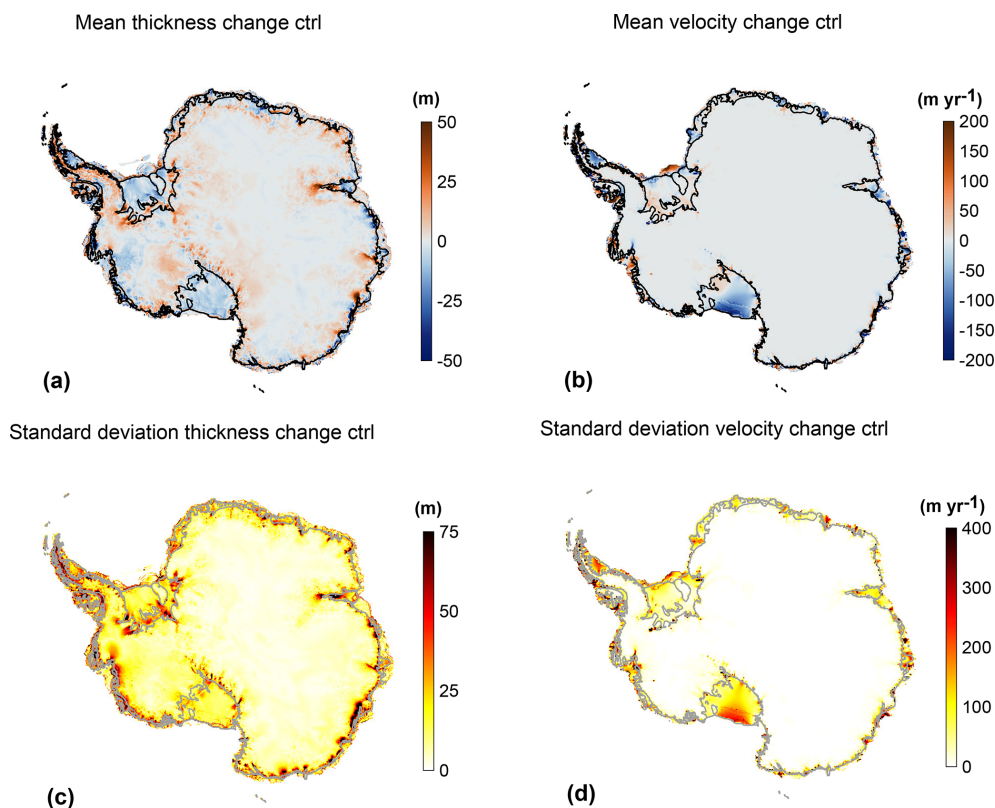 Mean thickness change ctrl
(m)
50
25
0
-25
-50
(a)
Mean velocity change ctrl
(m yr-1)
200
150
100
50
0
-50
-100
-150
-200
(b)
Standard deviation thickness change ctrl
(m)
75
50
25
0
(c)
Standard deviation velocity change ctrl
(m yr-1)
400
300
200
100
0
(d)